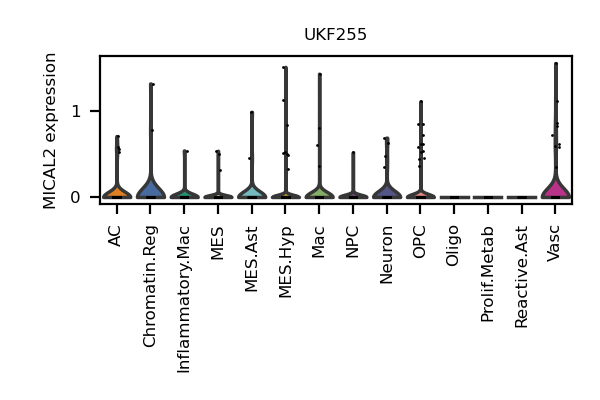 UKF255
MICAL2 expression
1
0
AC
Chromatin.Reg
Inflammatory.Mac
MES
MES.Ast
MES.Hyp
Mac
NPC
Neuron
OPC
Oligo
Prolif.Metab
Reactive.Ast
Vasc